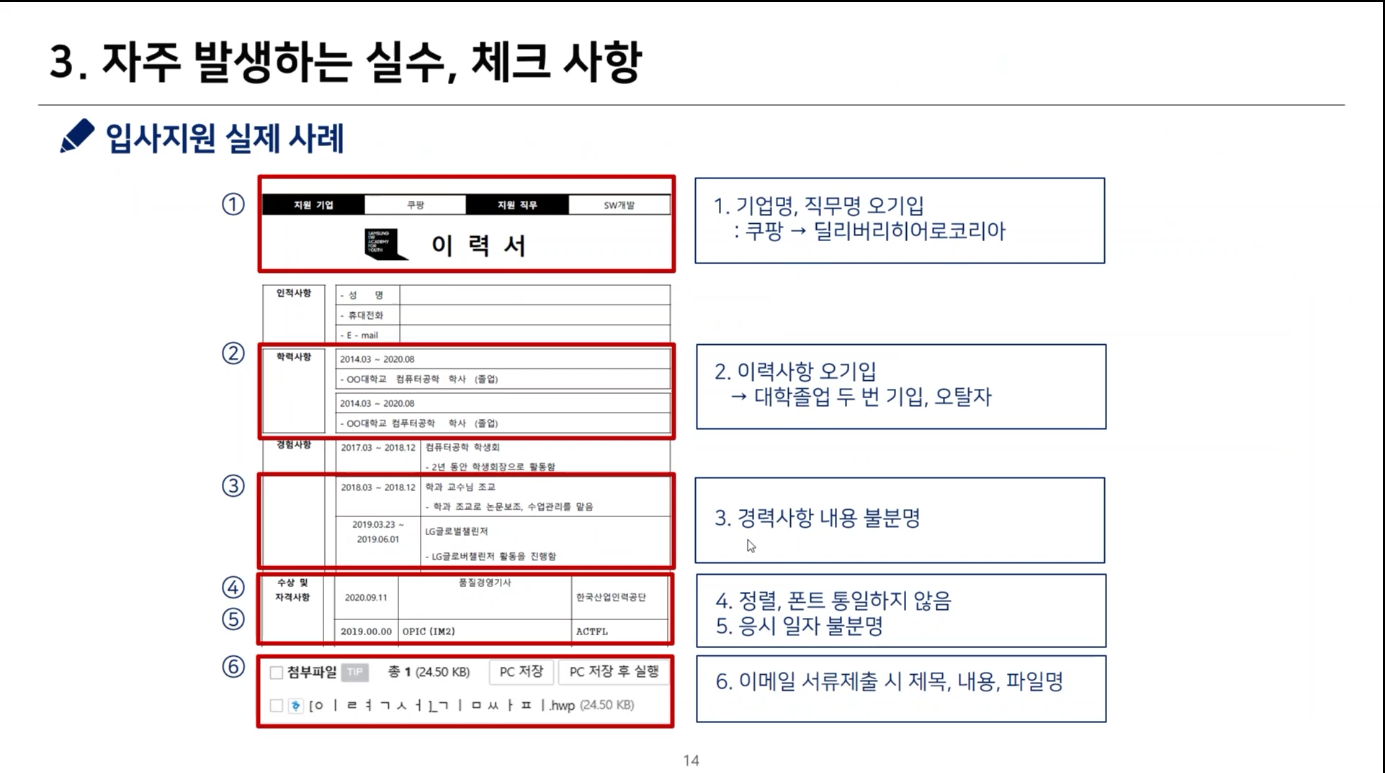 3. 자주 발생하는 실수, 체크 사항
입사지원 실제 사례
①
지원 기업 쿠팡 지원 직무 SW개발
SAMSUNG
SW
ACADEMY
FOR
YOUTH
이 력 서
1. 기업명, 직무명 오기입
: 쿠팡 → 딜리버리히어로코리아
인적사항
- 성 명
- 휴대전화
- E - mail
②
학력사항
2014.03 ~ 2020.08
- OO대학교 컴퓨터공학 학사 (졸업)
2014.03 ~ 2020.08
- OO대학교 컴푸터공학 학사 (졸업)
2. 이력사항 오기입
→ 대학졸업 두 번 기입, 오탈자
경험사항
2017.03 ~ 2018.12 컴퓨터공학 학생회
- 2년 동안 학생회장으로 활동함
③
2018.03 ~ 2018.12 학과 교수님 조교
- 학과 조교로 논문보조, 수업관리를 맡음
2019.03.23 ~
2019.06.01
LG글로벌챌린저
- LG글로버챌린저 활동을 진행함
3. 경력사항 내용 불분명
④
⑤
수상 및
자격사항
2020.09.11 품질경영기사 한국산업인력공단
2019.00.00 OPIC (IM2) ACTFL
4. 정렬, 폰트 통일하지 않음
5. 응시 일자 불분명
⑥
첨부파일 TIP 총 1 (24.50 KB) PC 저장 PC 저장 후 실행
[ㅇㅣㄹㅕㄱㅅㅓ]_ㄱㅣㅁㅆㅏㅍㅣ.hwp (24.50 KB)
6. 이메일 서류제출 시 제목, 내용, 파일명
14